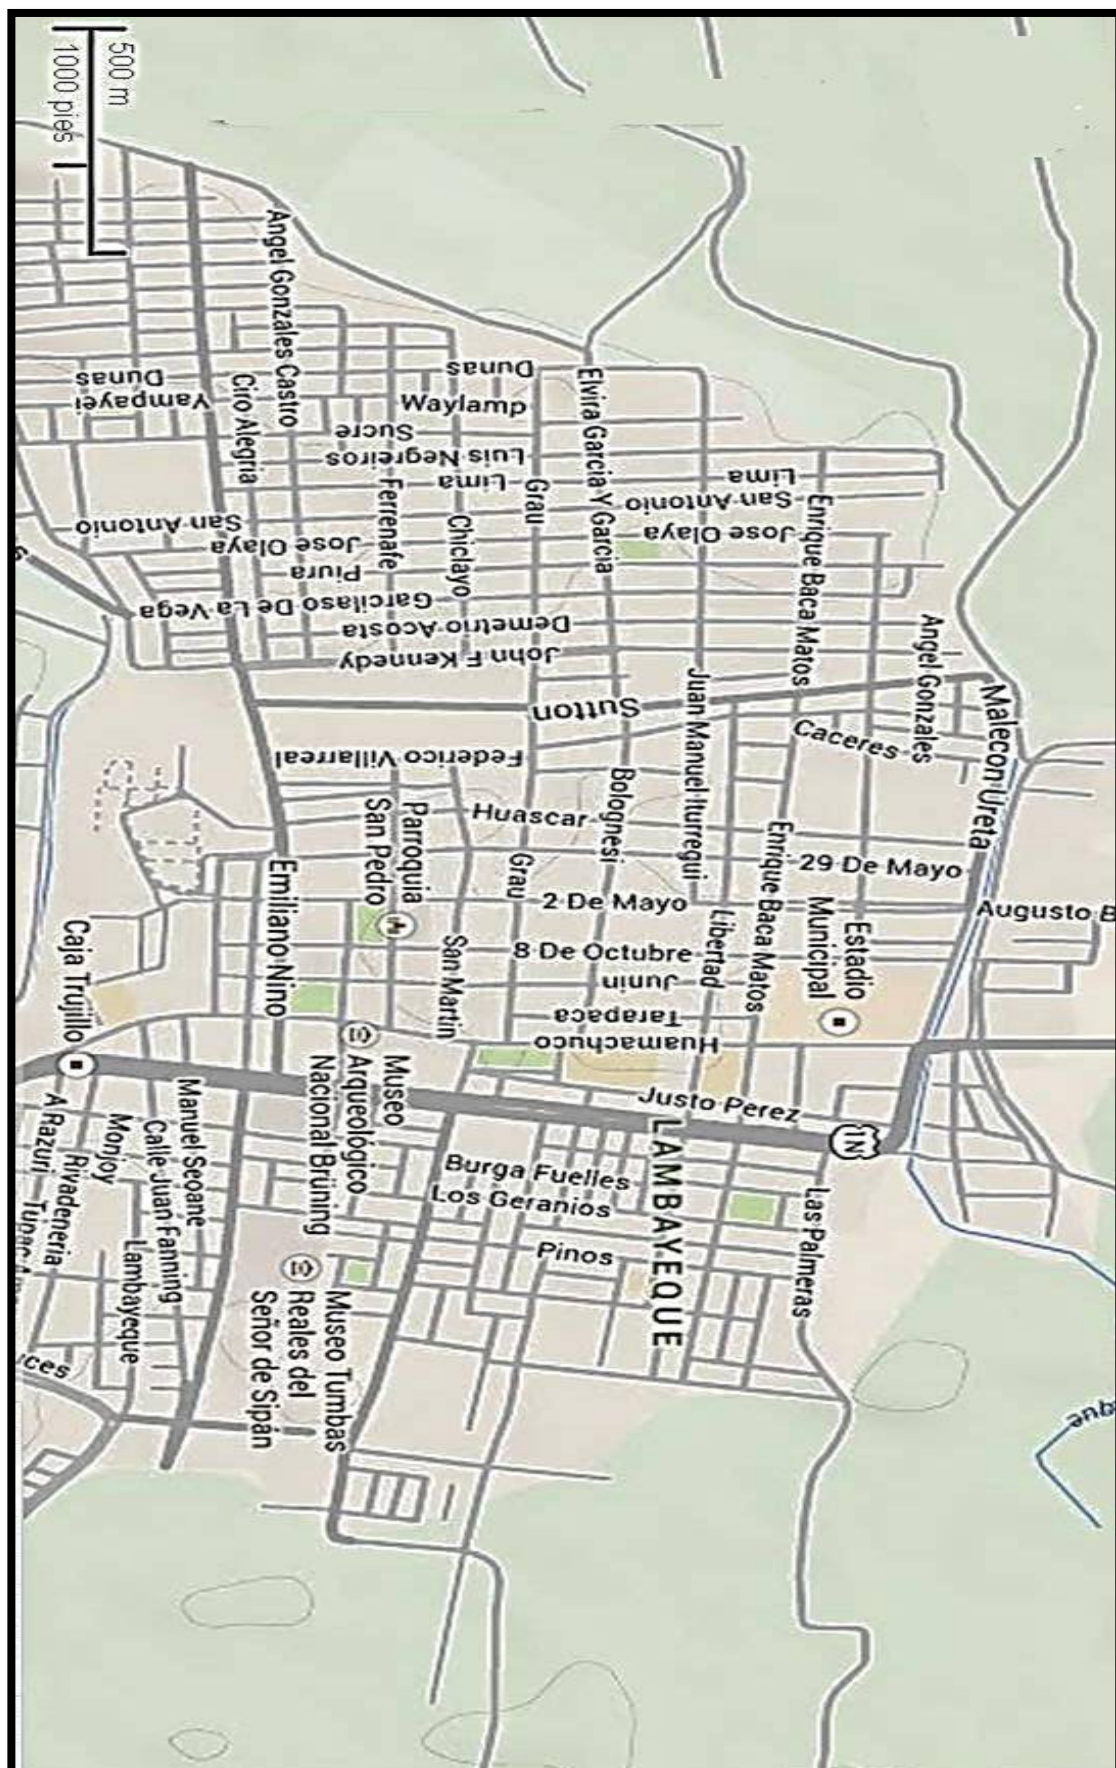 500 m
1000 pies
Angel Gonzales Castro
Dunas
Dunas
Yampayei
Ciro Alegria
Waylamp
Sucre
Luis Negreiros
Lima
Lima
San Antonio
San Antonio
Jose Olaya
Jose Olaya
Piura
Ferreñafe
Chiclayo
Grau
Elvira Garcia Y Garcia
Enrique Baca Matos
Garcilaso De La Vega
Demetrio Acosta
John F Kennedy
Angel Gonzales
Juan Manuel Iturregui
Sutton
Malecon Ureta
Caceres
Federico Villarreal
Bolognesi
Huascar
Parroquia
San Pedro
Enrique Baca Matos
29 De Mayo
Grau
2 De Mayo
Emiliano Nino
Augusto B
Libertad
Estadio
Municipal
8 De Octubre
San Martin
Junin
Tarapaca
Huamachuco
Caja Trujillo
Museo
Arqueológico
Nacional Brüning
Justo Perez
1N
LAMBAYEQUE
A Razuri
Rivadeneria
Monjoy
Calle Juan Fanning
Manuel Seoane
Lambayeque
Burga Fuelles
Los Geranios
Pinos
Las Palmeras
Museo Tumbas
Reales del
Señor de Sipán
ices
que